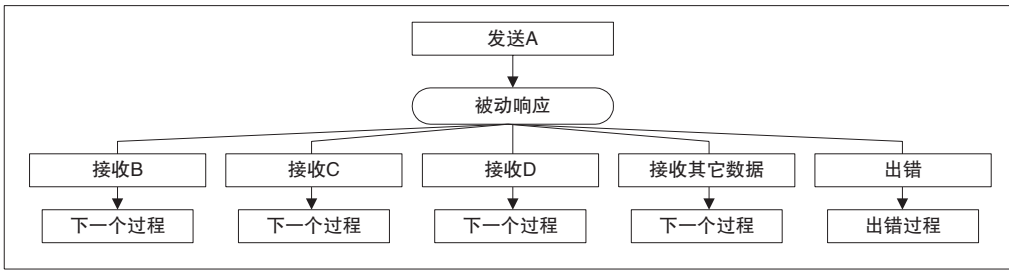 发送A
被动响应
接收B
接收C
接收D
接收其它数据
出错
下一个过程
下一个过程
下一个过程
下一个过程
出错过程